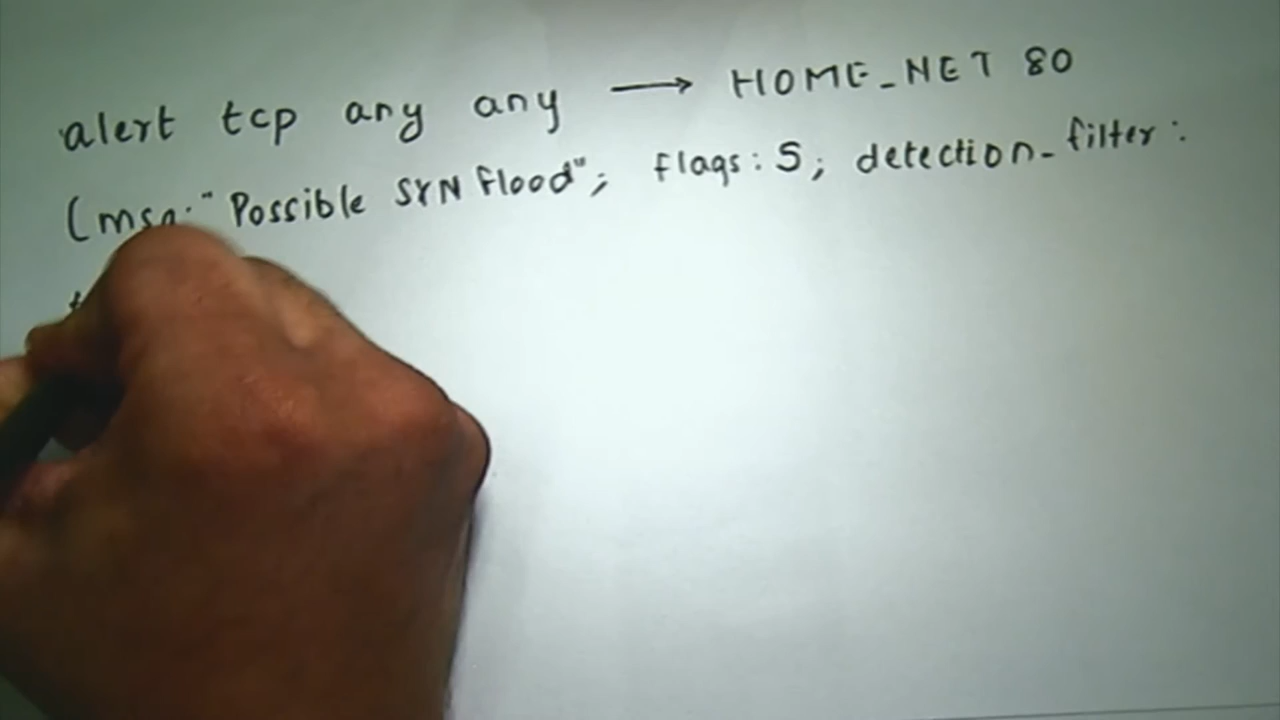 alert tcp any any → HOME_NET 80
(msg: "Possible SYN flood"; flags: S; detection_filter: